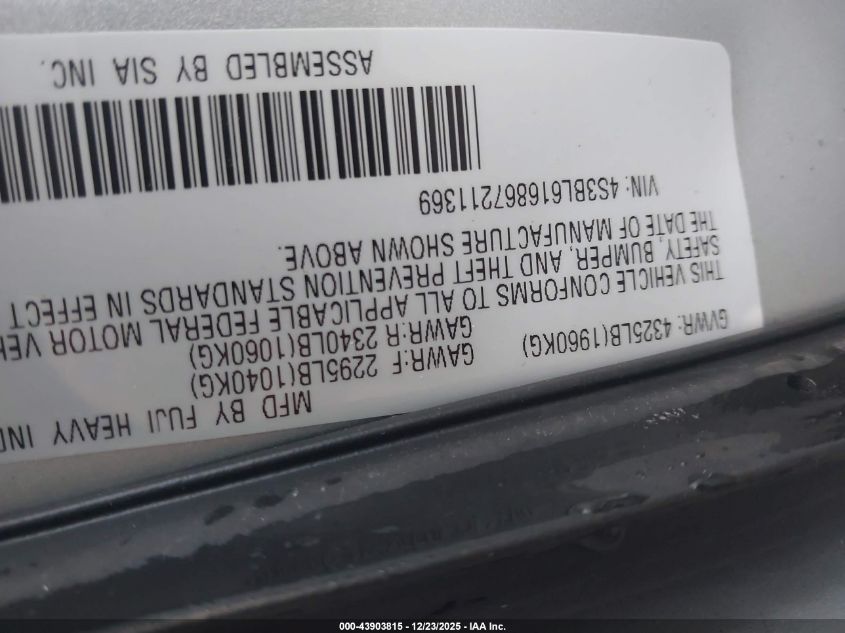 MFD BY FUJI HEAVY IN
GAWR:F 2295LB(1040KG)
GVWR: 4325LB(1960KG)
GAWR:R 2340LB(1060KG)
THIS VEHICLE CONFORMS TO ALL APPLICABLE FEDERAL MOTOR VEH
SAFETY, BUMPER, AND THEFT PREVENTION STANDARDS IN EFFECT
THE DATE OF MANUFACTURE SHOWN ABOVE.
VIN: 4S3BL616867211369
ASSEMBLED BY SIA INC.
000-43903815 - 12/23/2025 - IAA Inc.